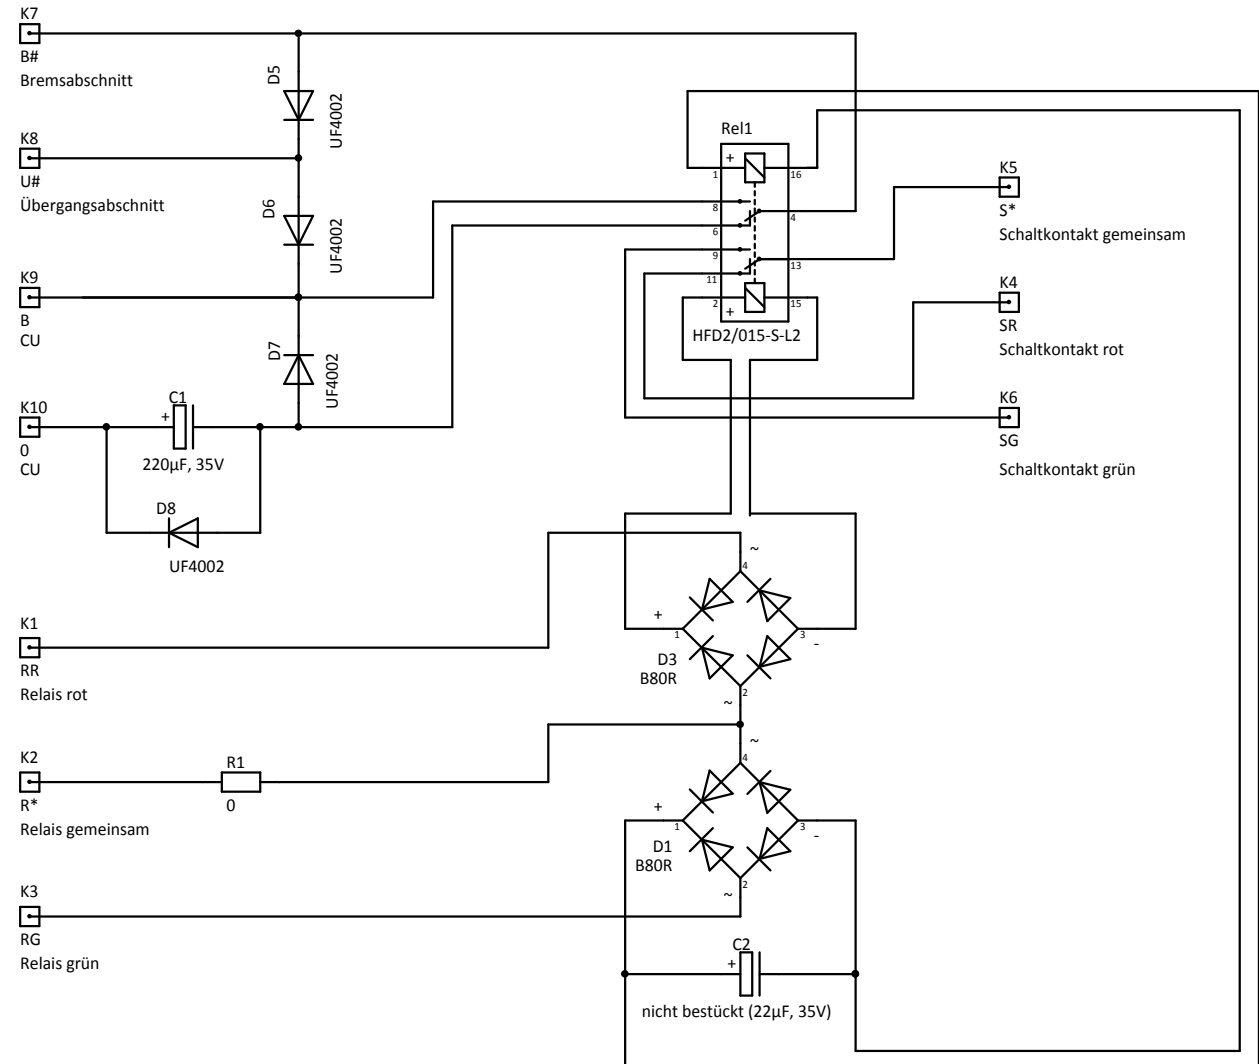 K7
B#
Bremsabschnitt
D5
UF4002
K8
U#
Übergangsabschnitt
D6
UF4002
K9
B
CU
D7
UF4002
K10
0
CU
C1
+
220µF, 35V
D8
UF4002
Rel1
+
1
16
8
4
6
9
13
11
2
15
+
HFD2/015-S-L2
K5
S*
Schaltkontakt gemeinsam
K4
SR
Schaltkontakt rot
K6
SG
Schaltkontakt grün
K1
RR
Relais rot
~
4
+
1
3
-
D3
B80R
2
~
K2
R*
Relais gemeinsam
R1
0
~
4
+
1
3
-
D1
B80R
2
~
K3
RG
Relais grün
C2
+
nicht bestückt (22µF, 35V)